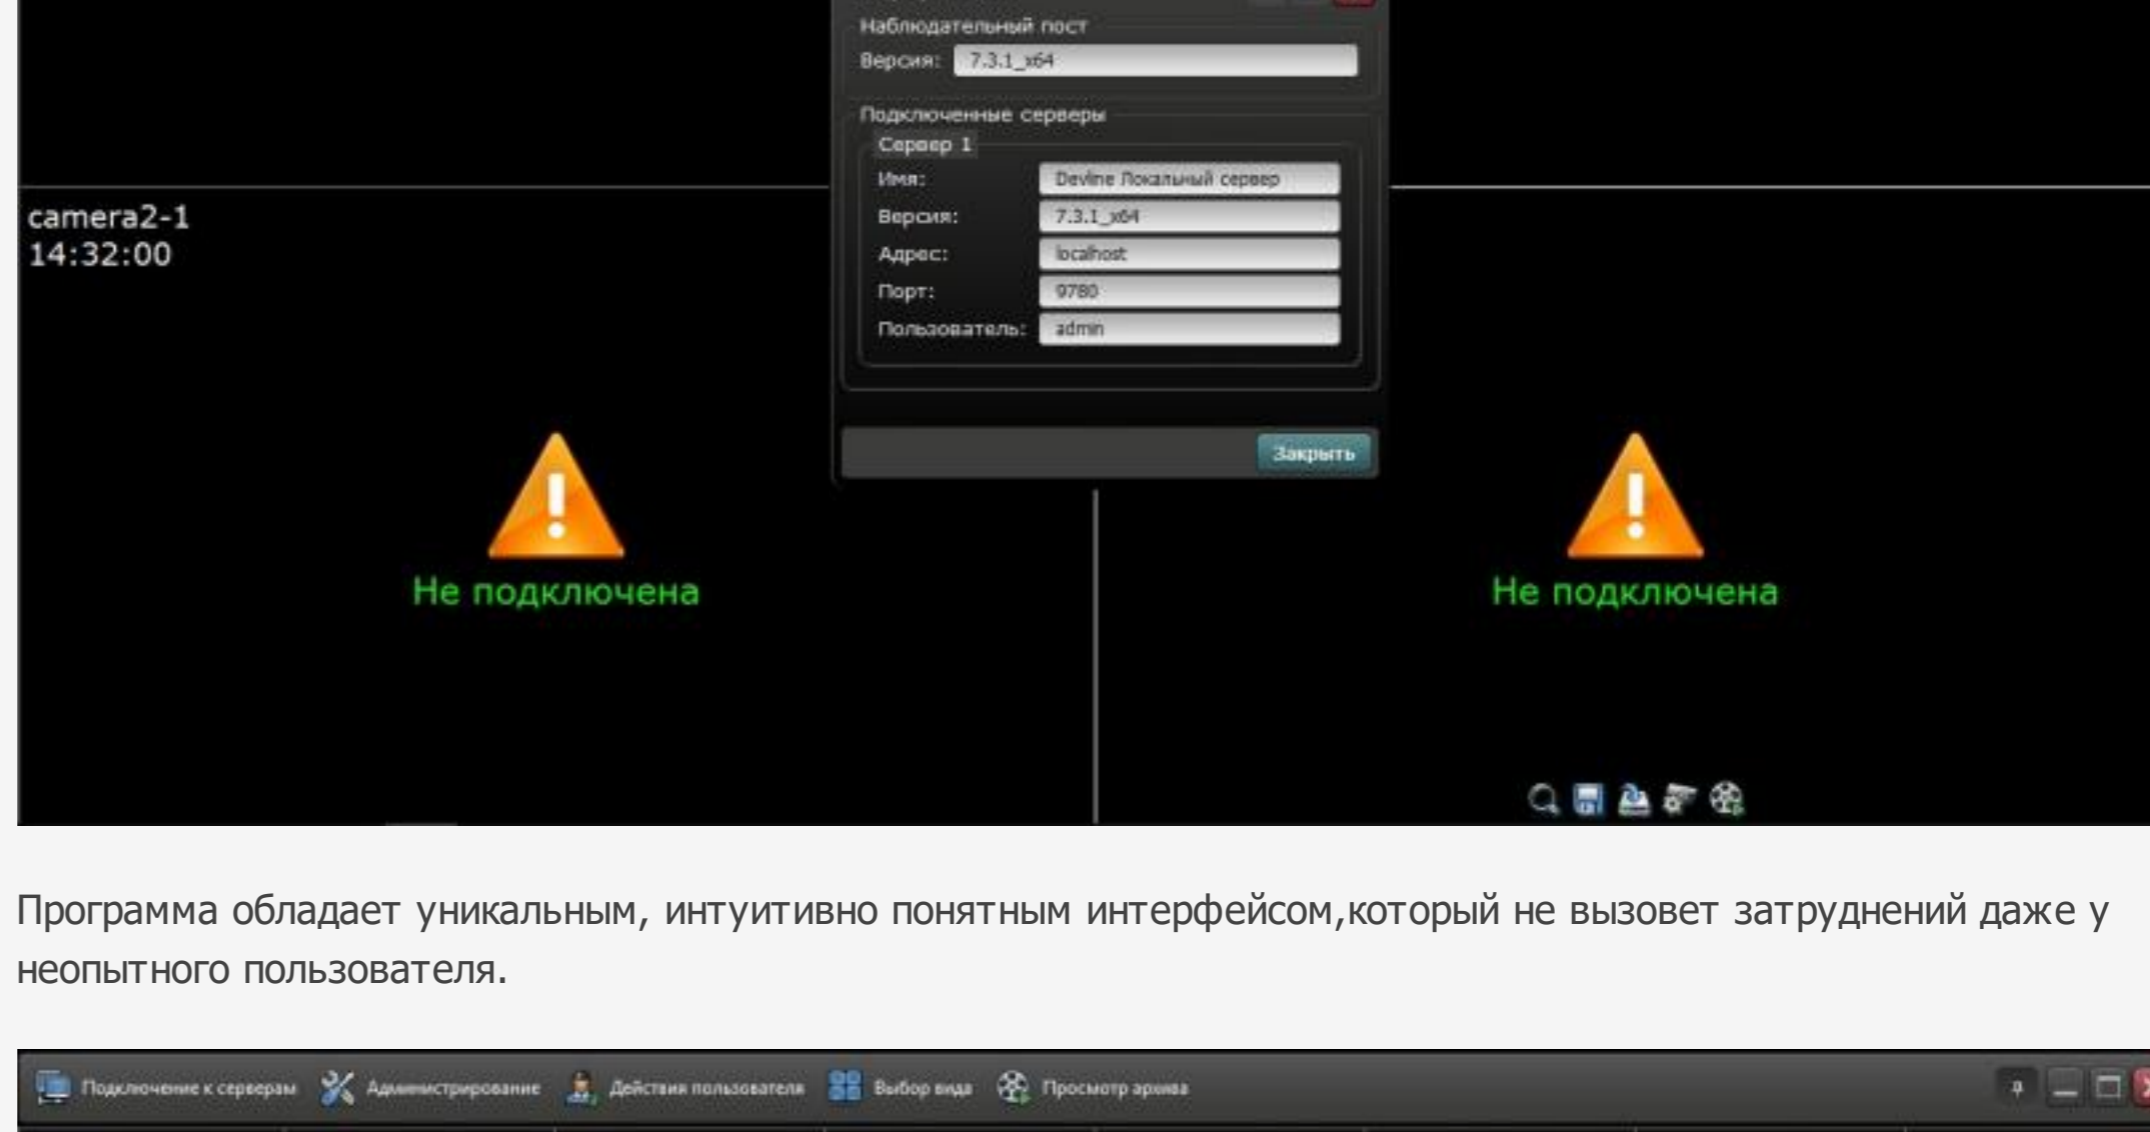 Наблюдательный пост
Версия: 7.3.1_x64
Подключенные серверы
Сервер 1
Имя: Devline Локальный сервер
Версия: 7.3.1_x64
Адрес: localhost
Порт: 9780
Пользователь: admin
Закрыть
camera2-1
14:32:00
Не подключена
Не подключена
Программа обладает уникальным, интуитивно понятным интерфейсом,который не вызовет затруднений даже у
неопытного пользователя.
Подключение к серверам Администрирование Действия пользователя Выбор вида Просмотр архива